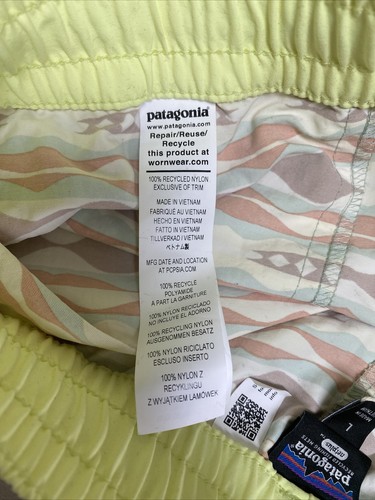 patagonia®
www.patagonia.com
Repair/Reuse/
Recycle
this product at
wornwear.com
100% RECYCLED NYLON
EXCLUSIVE OF TRIM
MADE IN VIETNAM
FABRIQUÉ AU VIETNAM
HECHO EN VIETNAM
FATTO IN VIETNAM
TILLVERKAD I VIETNAM
ベトナム製
MFG DATE AND LOCATION
AT PCPSIA.COM
100% RECYCLE
POLYAMIDE
A PART LA GARNITURE
100% NYLON RECICLADO
NO INCLUYE EL ADORNO
100% RECYCLING NYLON
AUSGENOMMEN BESATZ
100% NYLON RICICLATO
ESCLUSO INSERTO
100% NYLON Z
RECYKLINGU
Z WYJĄTKIEM LAMÓWEK
info
L
patagonia